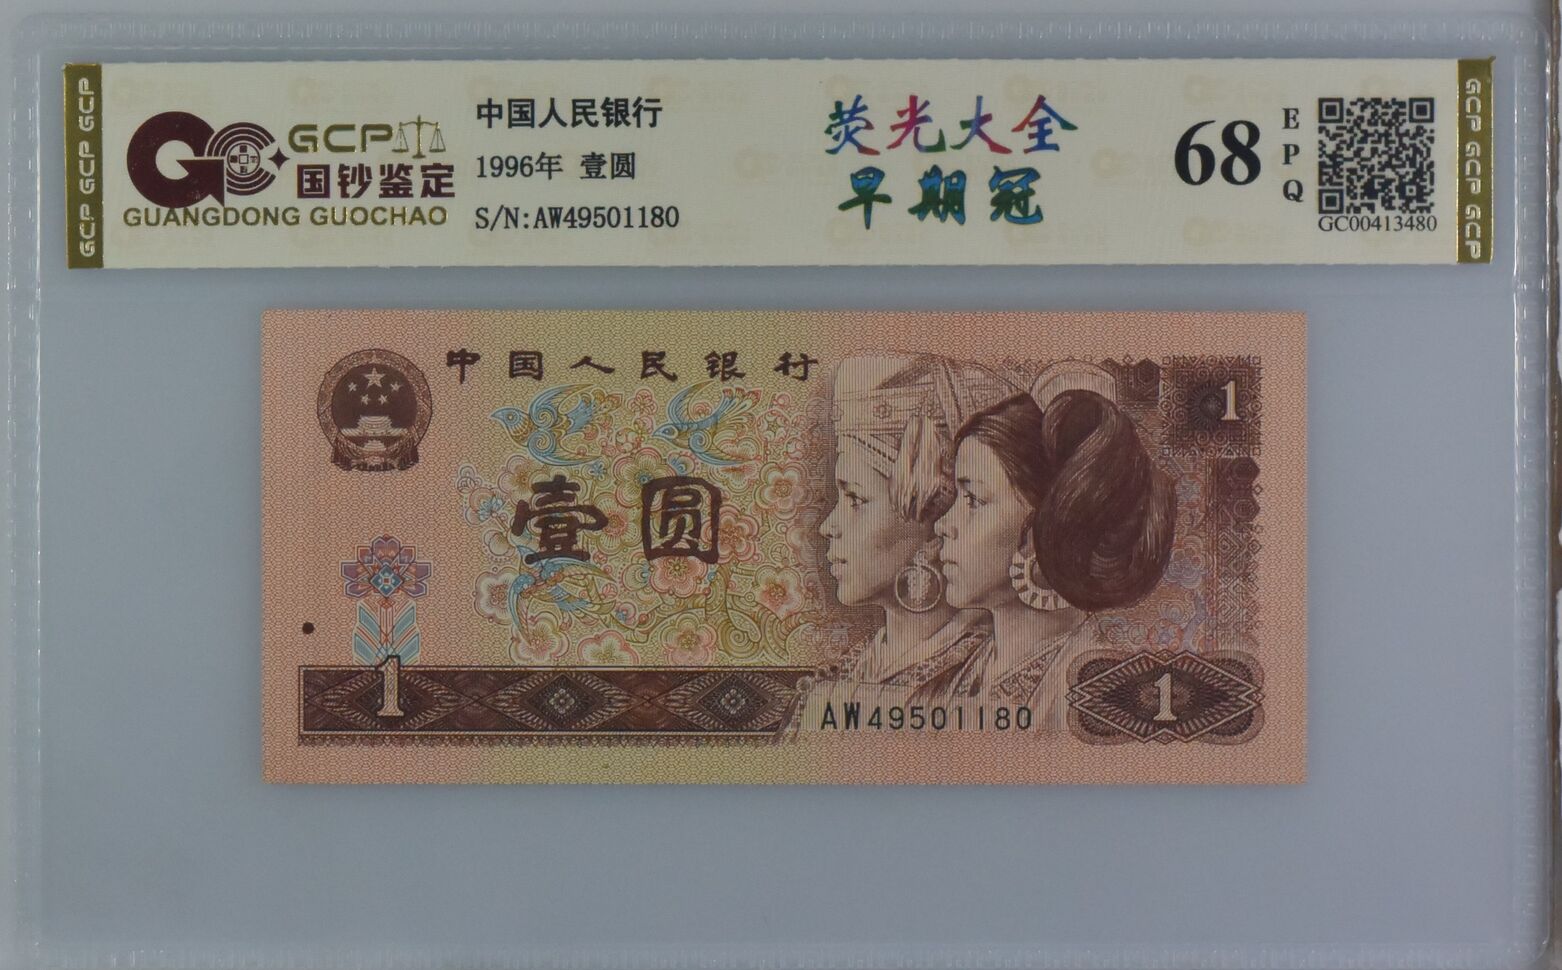 GCP GCP GCP
GCP
国钞鉴定
GUANGDONG GUOCHAO
中国人民银行
1996年 壹圆
S/N:AW49501180
荧光大全
早期冠
68
E
P
Q
GC00413480
GCP GCP GCP
中国人民银行
1
壹圆
1
AW49501180
1